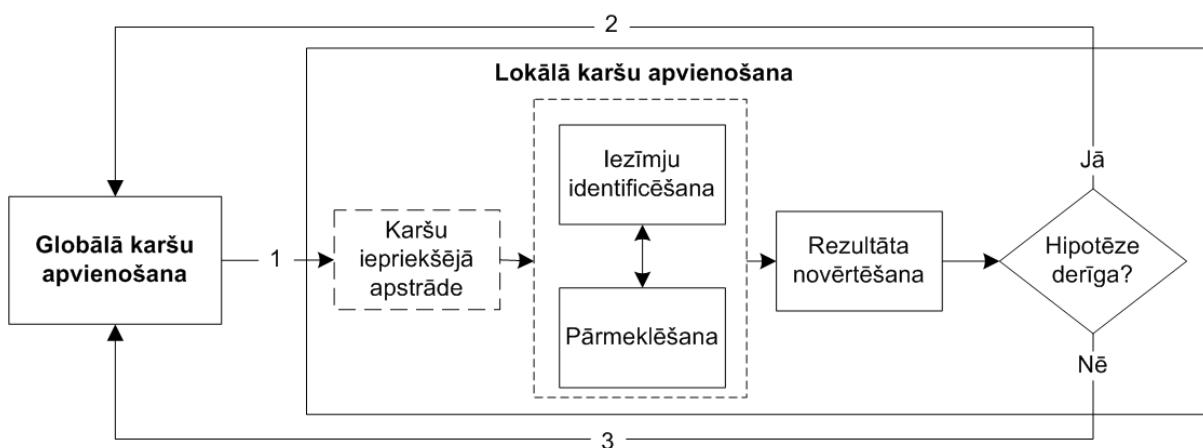 2
Lokālā karšu apvienošana
Globālā karšu
apvienošana
1
Karšu
iepriekšējā
apstrāde
Iezīmju
identificēšana
Pārmeklēšana
Rezultāta
novērtēšana
Hipotēze
derīga?
Jā
Nē
3